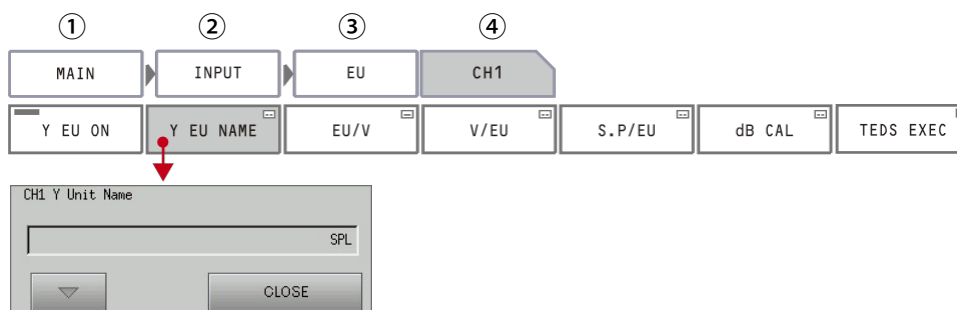 ① ② ③ ④
MAIN INPUT EU CH1
Y EU ON Y EU NAME EU/V V/EU S.P/EU dB CAL TEDS EXEC
CH1 Y Unit Name
SPL
CLOSE